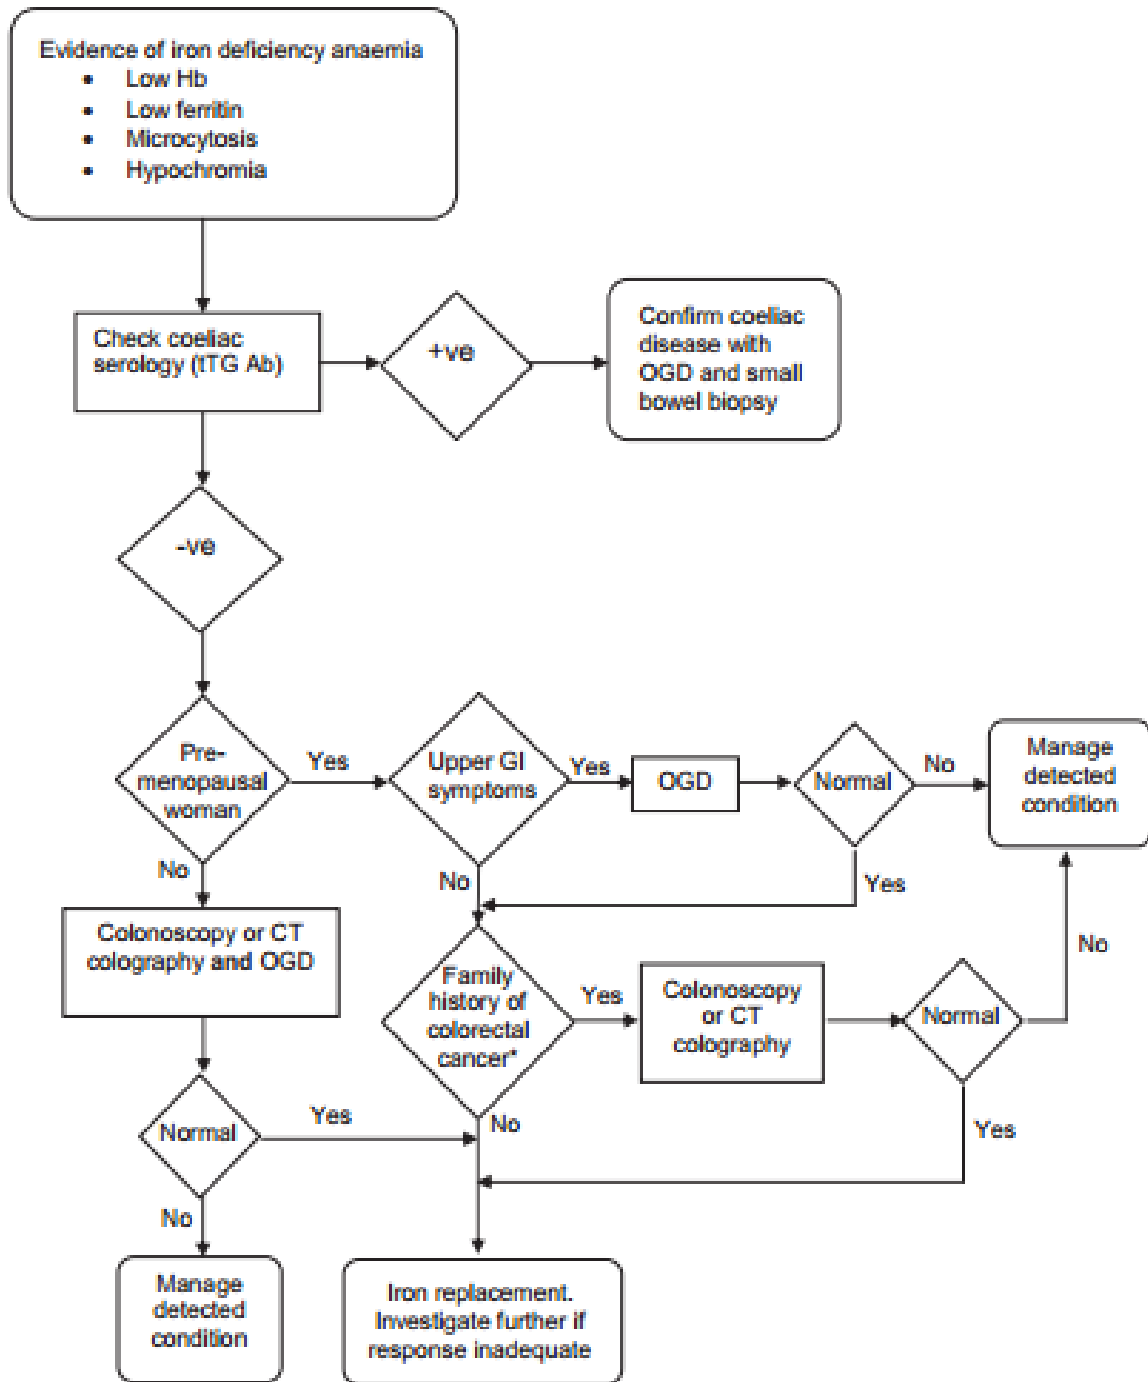 Evidence of iron deficiency anaemia
• Low Hb
• Low ferritin
• Microcytosis
• Hypochromia
Check coeliac
serology (tTG Ab)
+ve
Confirm coeliac
disease with
OGD and small
bowel biopsy
-ve
Pre-
menopausal
woman
Yes
Upper GI
symptoms
Yes
OGD
Normal
No
Manage
detected
condition
No
No
Yes
Colonoscopy or CT
colography and OGD
Family
history of
colorectal
cancer*
Yes
Colonoscopy
or CT
colography
Normal
No
Normal
Yes
No
Yes
No
Manage
detected
condition
Iron replacement.
Investigate further if
response inadequate